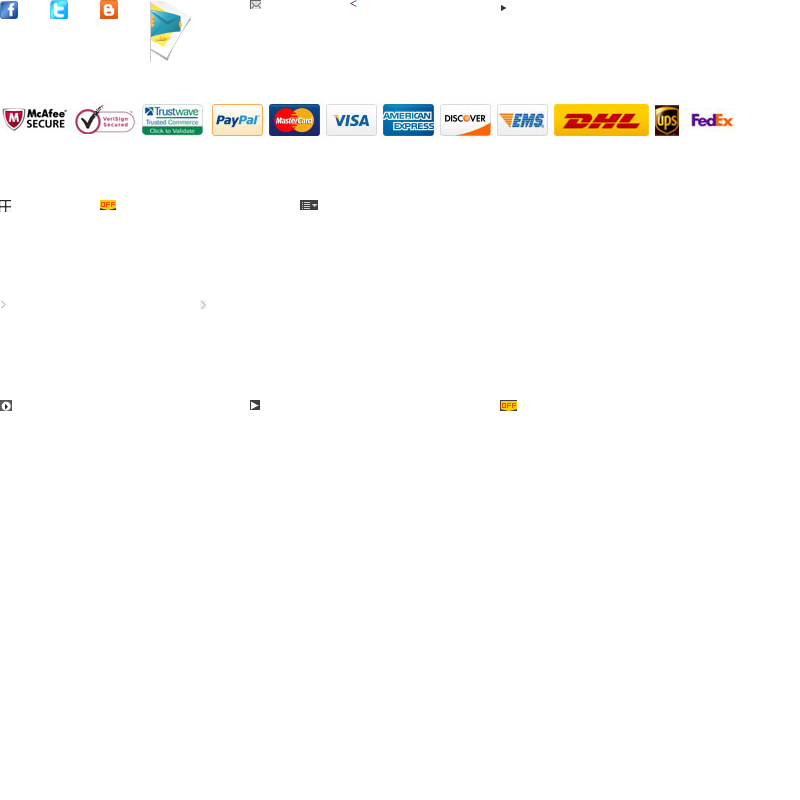 f t B <
McAfee SECURE VeriSign Secured Trustwave Trusted Commerce Click to Validate PayPal MasterCard VISA AMERICAN EXPRESS DISCOVER EMS DHL ups FedEx
OFF
OFF